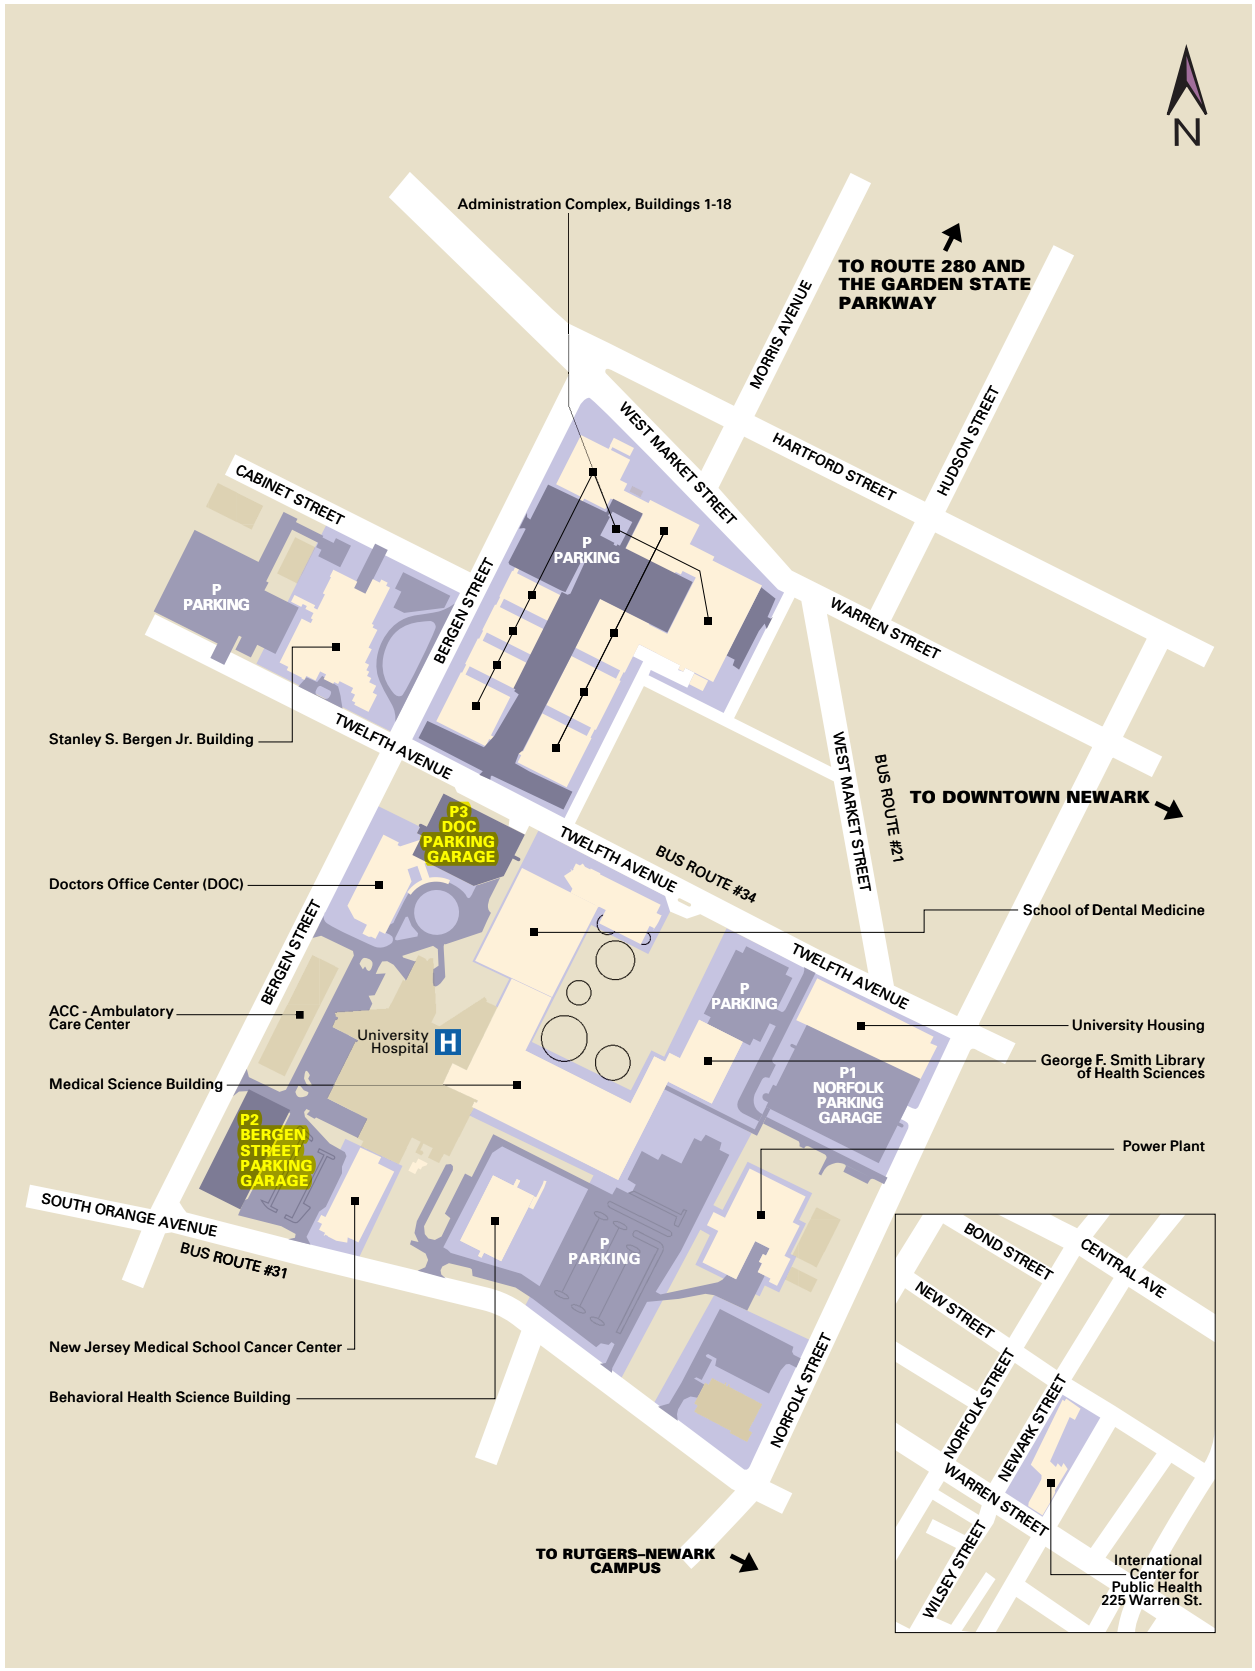 N
Administration Complex, Buildings 1-18
TO ROUTE 280 AND
THE GARDEN STATE
PARKWAY
MORRIS AVENUE
HUDSON STREET
WEST MARKET STREET
HARTFORD STREET
CABINET STREET
P
PARKING
P
PARKING
BERGEN STREET
WARREN STREET
Stanley S. Bergen Jr. Building
TWELFTH AVENUE
WEST MARKET STREET
BUS ROUTE #21
TO DOWNTOWN NEWARK
P3
DOC
PARKING
GARAGE
TWELFTH AVENUE
BUS ROUTE #34
Doctors Office Center (DOC)
School of Dental Medicine
BERGEN STREET
TWELFTH AVENUE
P
PARKING
ACC - Ambulatory
Care Center
University
Hospital
H
University Housing
George F. Smith Library
of Health Sciences
Medical Science Building
P1
NORFOLK
PARKING
GARAGE
P2
BERGEN
STREET
PARKING
GARAGE
Power Plant
SOUTH ORANGE AVENUE
BUS ROUTE #31
P
PARKING
New Jersey Medical School Cancer Center
Behavioral Health Science Building
NORFOLK STREET
TO RUTGERS–NEWARK
CAMPUS
BOND STREET
CENTRAL AVE
NEW STREET
NORFOLK STREET
NEWARK STREET
WARREN STREET
WILSEY STREET
International
Center for
Public Health
225 Warren St.